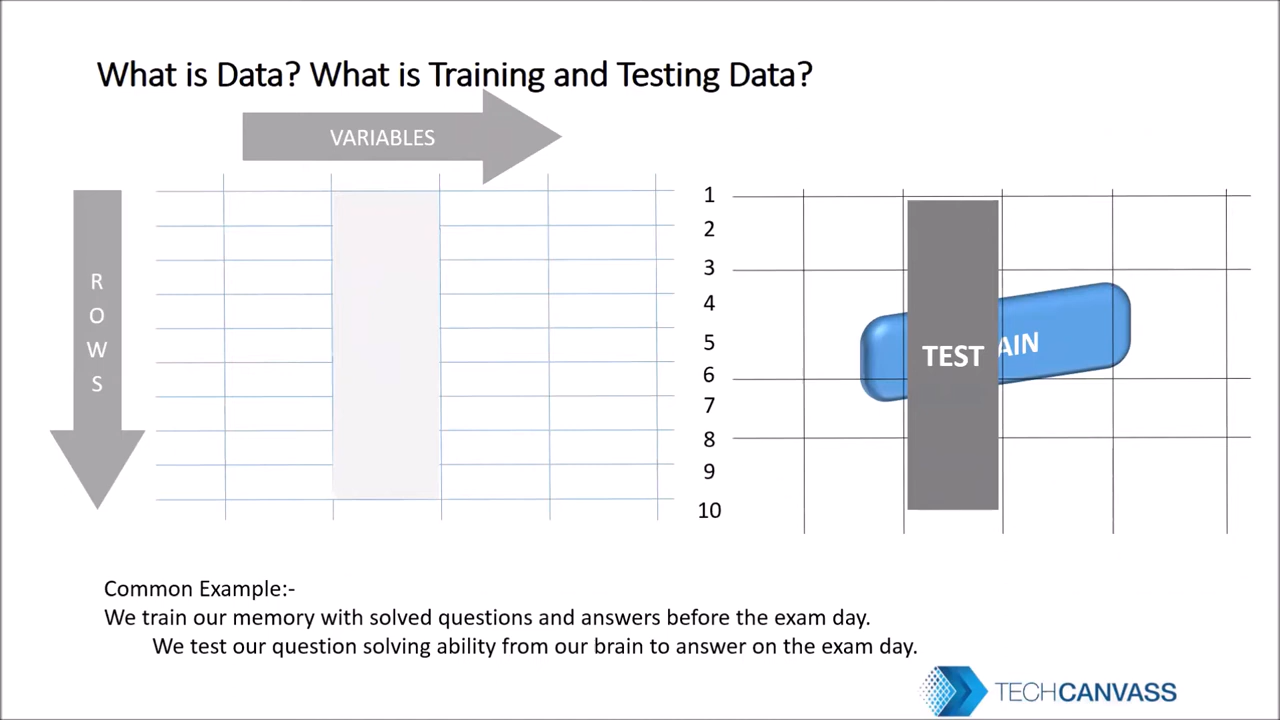 What is Data? What is Training and Testing Data?
VARIABLES
R
O
W
S
1
2
3
4
5
6
7
8
9
10
TEST
AIN
Common Example:-
We train our memory with solved questions and answers before the exam day.
We test our question solving ability from our brain to answer on the exam day.
TECHCANVASS